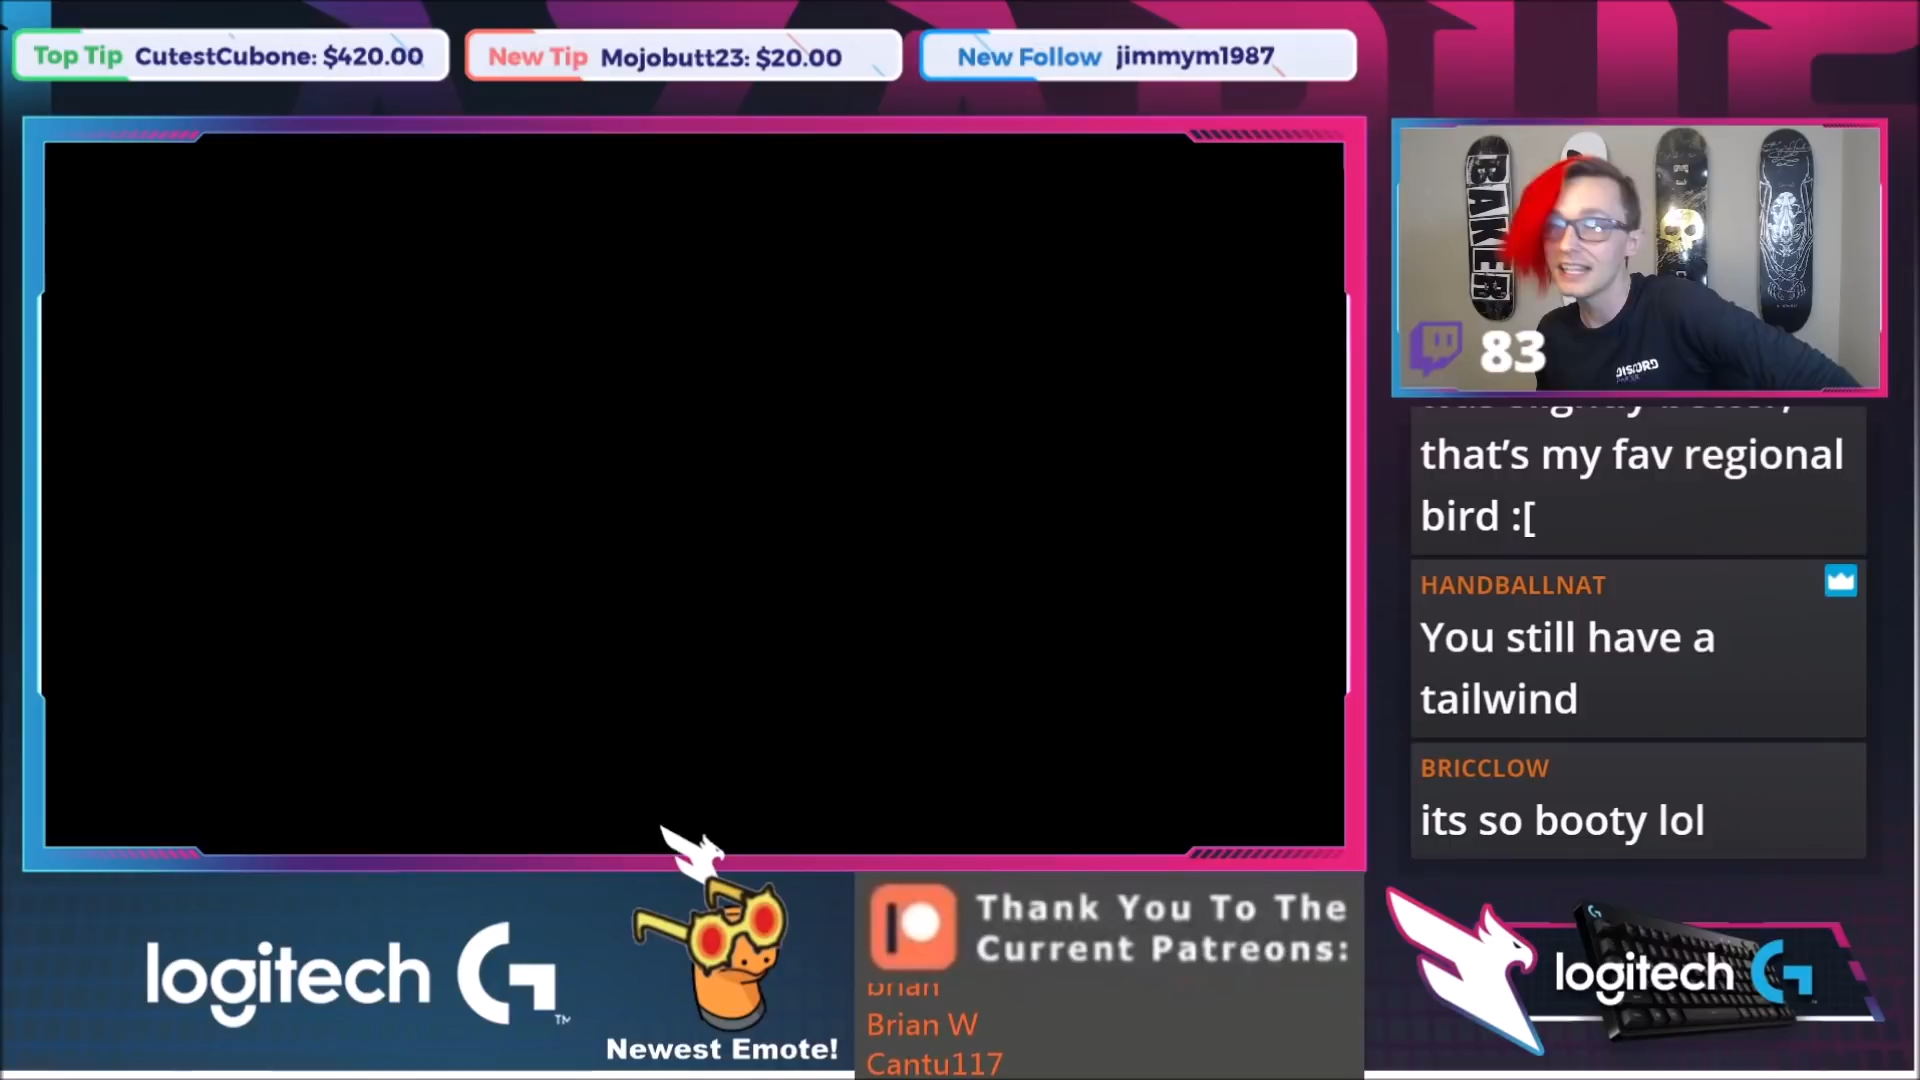 Top Tip CutestCubone: $420.00
New Tip Mojobutt23: $20.00
New Follow jimmym1987
BAKER
83
DISCORD
that's my fav regional
bird :[
HANDBALLNAT
You still have a
tailwind
BRICCLOW
its so booty lol
logitech G TM
Newest Emote!
Thank You To The
Current Patreons:
Brian
Brian W
Cantu117
logitech G